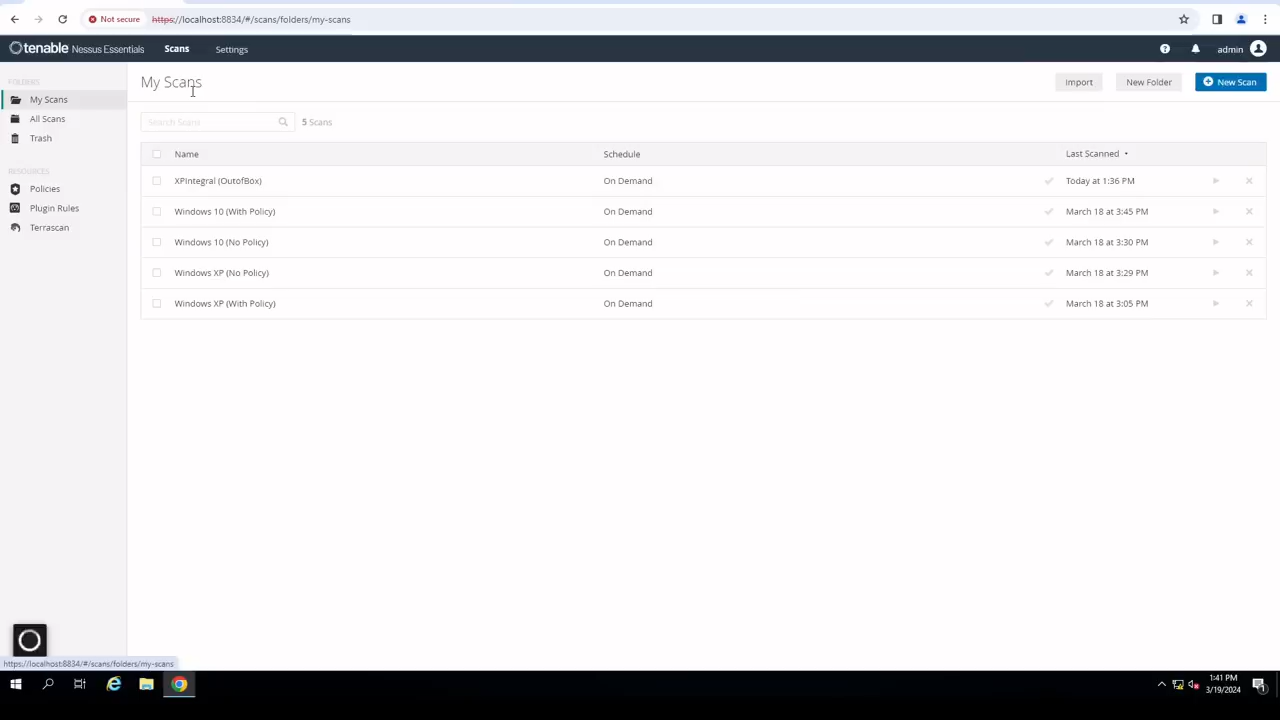 Not secure https://localhost:8834/#/scans/folders/my-scans
tenable Nessus Essentials Scans Settings admin
FOLDERS
My Scans
All Scans
Trash
RESOURCES
Policies
Plugin Rules
Terrascan
My Scans
Import New Folder New Scan
Search Scans 5 Scans
Name Schedule Last Scanned
XPIntegral (OutofBox) On Demand Today at 1:36 PM
Windows 10 (With Policy) On Demand March 18 at 3:45 PM
Windows 10 (No Policy) On Demand March 18 at 3:30 PM
Windows XP (No Policy) On Demand March 18 at 3:29 PM
Windows XP (With Policy) On Demand March 18 at 3:05 PM
https://localhost:8834/#/scans/folders/my-scans
1:41 PM
3/19/2024
1